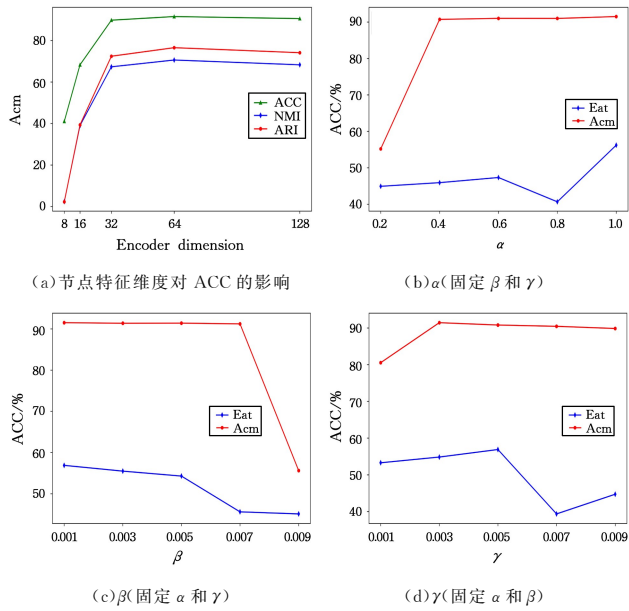 80
60
40
20
0
Acm
ACC
NMI
ARI
8 16 32 64 128
Encoder dimension
(a)节点特征维度对 ACC 的影响
90
80
70
60
50
40
ACC/%
Eat
Acm
0.2 0.4 0.6 0.8 1.0
α
(b)α(固定 β 和 γ)
90
80
70
60
50
ACC/%
Eat
Acm
0.001 0.003 0.005 0.007 0.009
β
(c)β(固定 α 和 γ)
90
80
70
60
50
40
ACC/%
Eat
Acm
0.001 0.003 0.005 0.007 0.009
γ
(d)γ(固定 α 和 β)